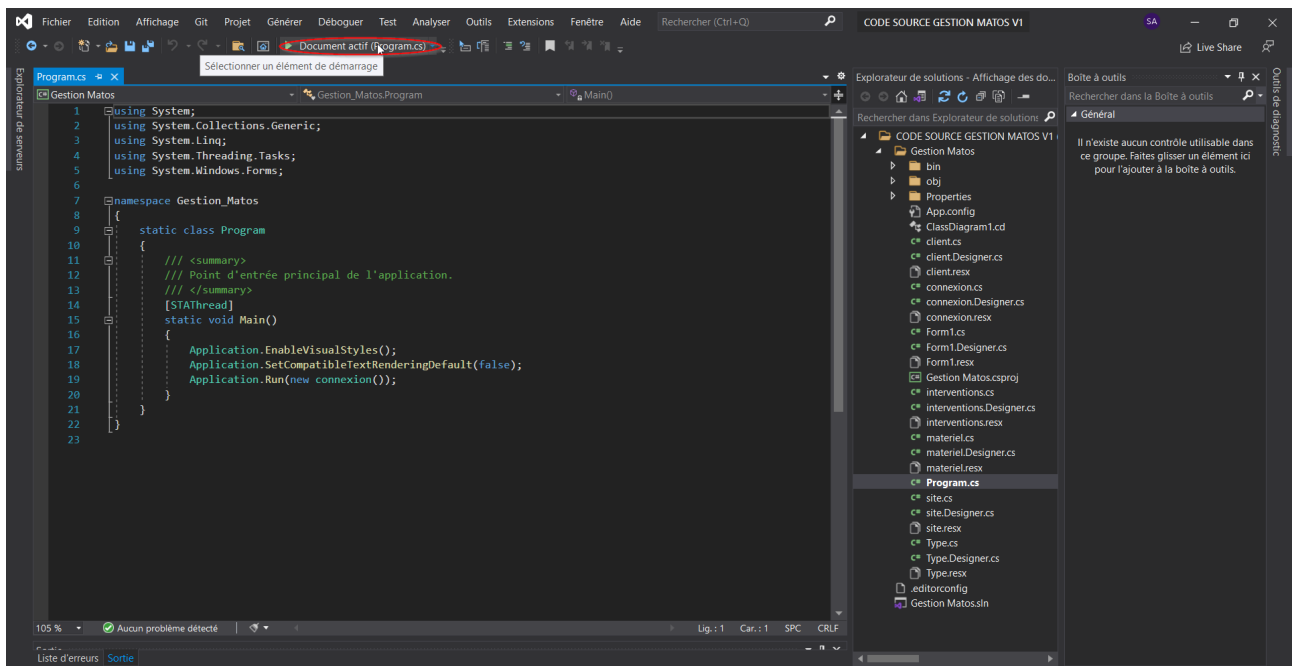 Fichier Edition Affichage Git Projet Générer Déboguer Test Analyser Outils Extensions Fenêtre Aide Rechercher (Ctrl+Q) CODE SOURCE GESTION MATOS V1 SA
Document actif (Program.cs) Live Share
Sélectionner un élément de démarrage
Explorateur de serveurs
Program.cs
Gestion Matos Gestion_Matos.Program Main()
1 using System;
2 using System.Collections.Generic;
3 using System.Linq;
4 using System.Threading.Tasks;
5 using System.Windows.Forms;
6
7 namespace Gestion_Matos
8 {
9 static class Program
10 {
11 /// <summary>
12 /// Point d'entrée principal de l'application.
13 /// </summary>
14 [STAThread]
15 static void Main()
16 {
17 Application.EnableVisualStyles();
18 Application.SetCompatibleTextRenderingDefault(false);
19 Application.Run(new connexion());
20 }
21 }
22 }
23
105 % Aucun problème détecté Lig. : 1 Car. : 1 SPC CRLF
Sortie
Liste d'erreurs Sortie
Explorateur de solutions - Affichage des do...
Rechercher dans Explorateur de solutions
CODE SOURCE GESTION MATOS V1
Gestion Matos
bin
obj
Properties
App.config
ClassDiagram1.cd
client.cs
client.Designer.cs
client.resx
connexion.cs
connexion.Designer.cs
connexion.resx
Form1.cs
Form1.Designer.cs
Form1.resx
Gestion Matos.csproj
interventions.cs
interventions.Designer.cs
interventions.resx
materiel.cs
materiel.Designer.cs
materiel.resx
Program.cs
site.cs
site.Designer.cs
site.resx
Type.cs
Type.Designer.cs
Type.resx
.editorconfig
Gestion Matos.sln
Boîte à outils
Rechercher dans la Boîte à outils
Général
Il n'existe aucun contrôle utilisable dans
ce groupe. Faites glisser un élément ici
pour l'ajouter à la boîte à outils.
Outils de diagnostic